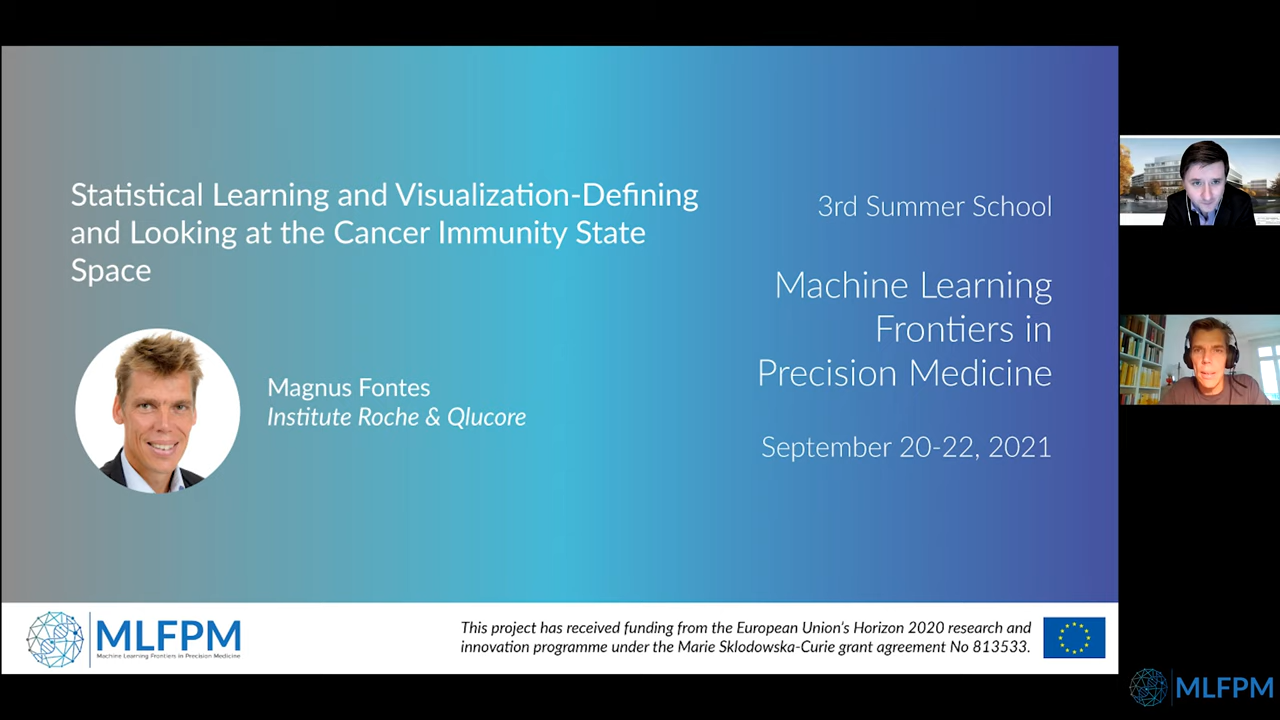 Statistical Learning and Visualization-Defining
and Looking at the Cancer Immunity State
Space
Magnus Fontes
Institute Roche & Qlucore
3rd Summer School
Machine Learning
Frontiers in
Precision Medicine
September 20-22, 2021
MLFPM
Machine Learning Frontiers in Precision Medicine
This project has received funding from the European Union's Horizon 2020 research and
innovation programme under the Marie Sklodowska-Curie grant agreement No 813533.
MLFPM